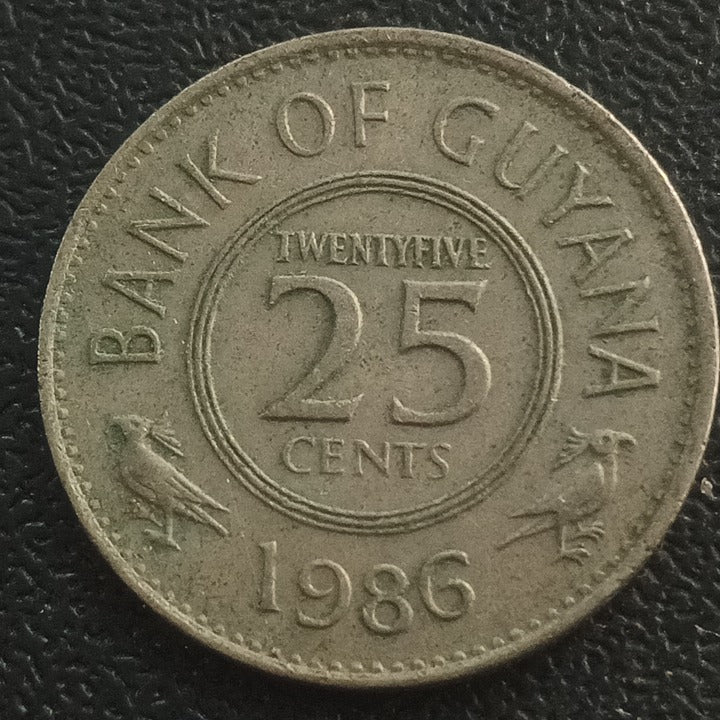 BANK OF GUYANA
TWENTYFIVE
25
CENTS
1986